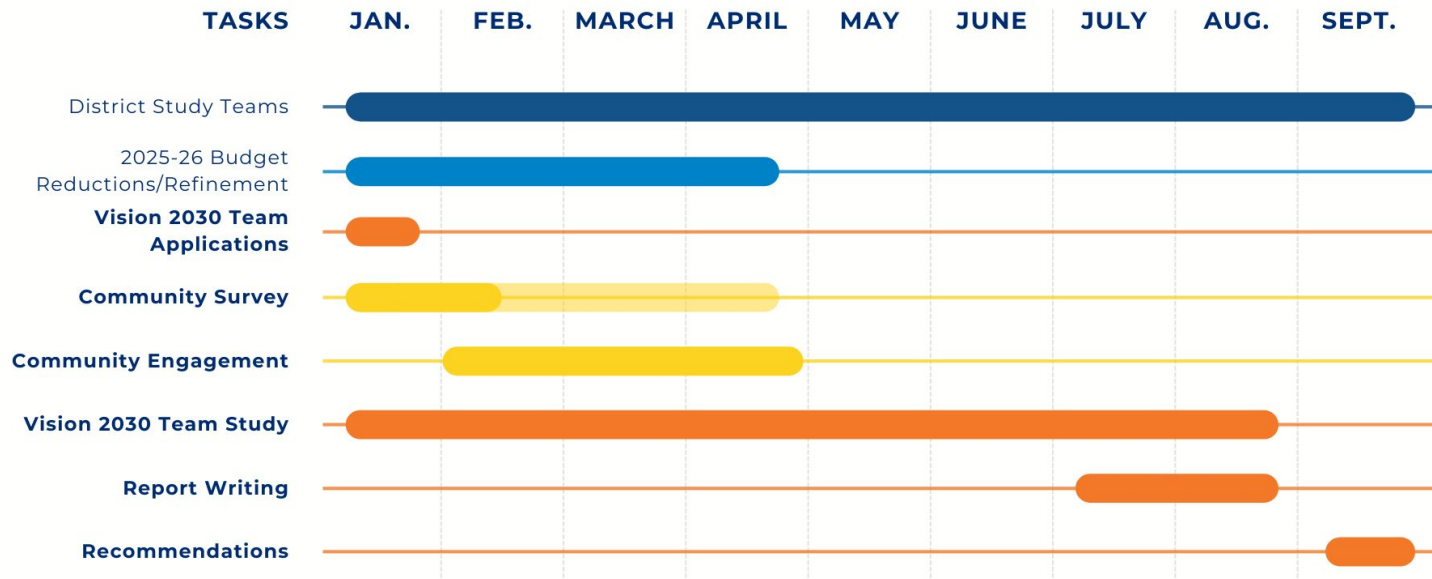 TASKS JAN. FEB. MARCH APRIL MAY JUNE JULY AUG. SEPT.
District Study Teams
2025-26 Budget
Reductions/Refinement
Vision 2030 Team
Applications
Community Survey
Community Engagement
Vision 2030 Team Study
Report Writing
Recommendations